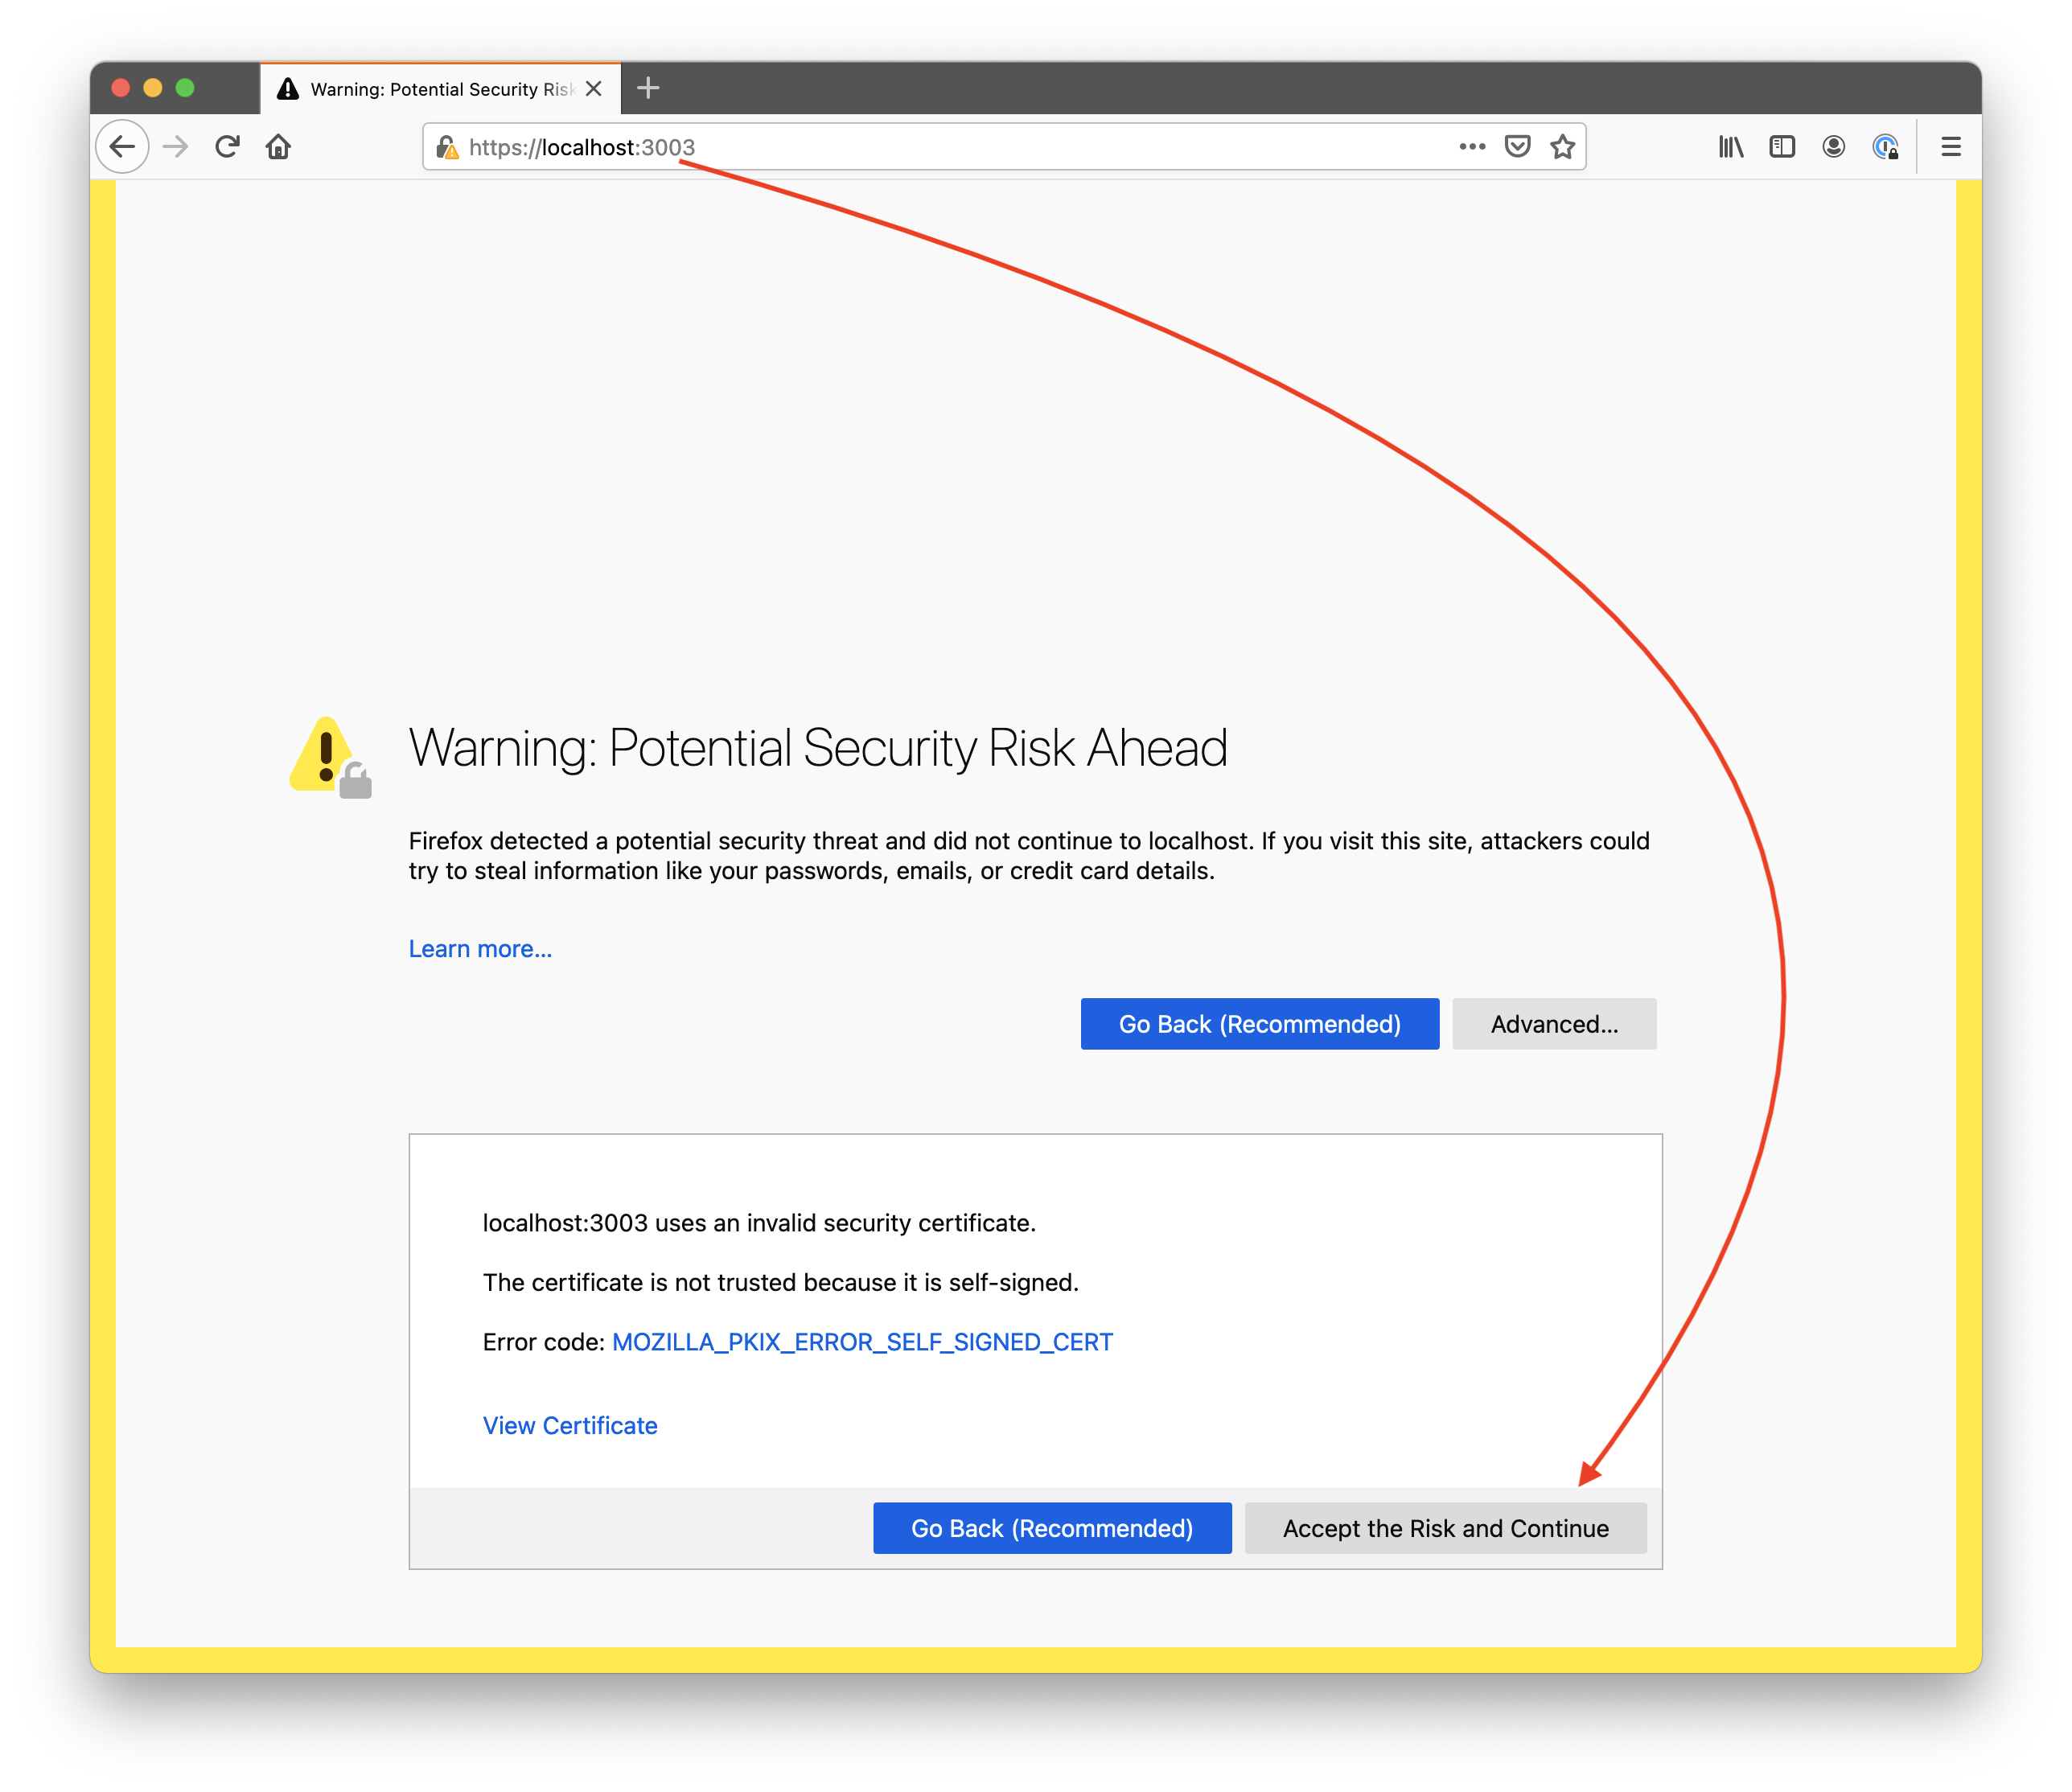 Warning: Potential Security Risk
https://localhost:3003
Warning: Potential Security Risk Ahead
Firefox detected a potential security threat and did not continue to localhost. If you visit this site, attackers could
try to steal information like your passwords, emails, or credit card details.
Learn more...
Go Back (Recommended) Advanced...
localhost:3003 uses an invalid security certificate.
The certificate is not trusted because it is self-signed.
Error code: MOZILLA_PKIX_ERROR_SELF_SIGNED_CERT
View Certificate
Go Back (Recommended) Accept the Risk and Continue